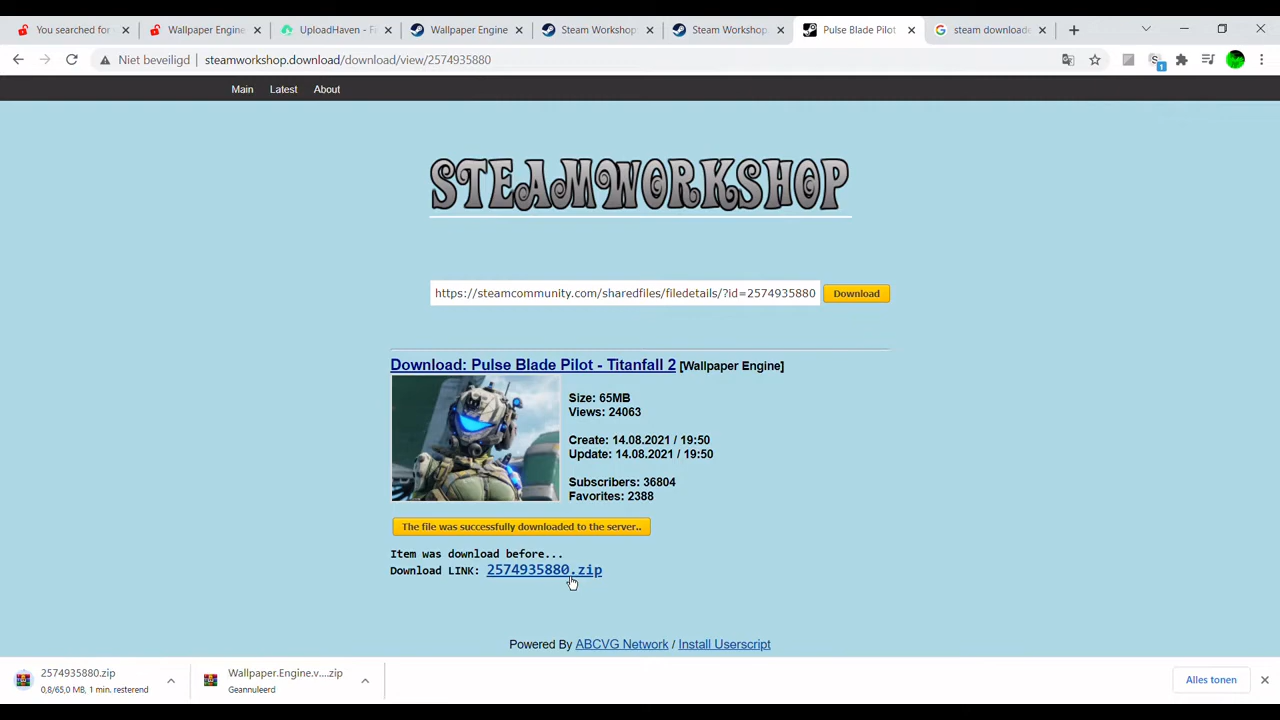 You searched for
Wallpaper Engine
UploadHaven - F
Wallpaper Engine
Steam Workshop
Steam Workshop
Pulse Blade Pilot
steam downloade
Niet beveiligd
steamworkshop.download/download/view/2574935880
1
Main
Latest
About
STEAMWORKSHOP
https://steamcommunity.com/sharedfiles/filedetails/?id=2574935880
Download
Download: Pulse Blade Pilot - Titanfall 2 [Wallpaper Engine]
Size: 65MB
Views: 24063
Create: 14.08.2021 / 19:50
Update: 14.08.2021 / 19:50
Subscribers: 36804
Favorites: 2388
The file was successfully downloaded to the server..
Item was download before...
Download LINK: 2574935880.zip
Powered By ABCVG Network / Install Userscript
2574935880.zip
0,8/65,0 MB, 1 min. resterend
Wallpaper.Engine.v....zip
Geannuleerd
Alles tonen